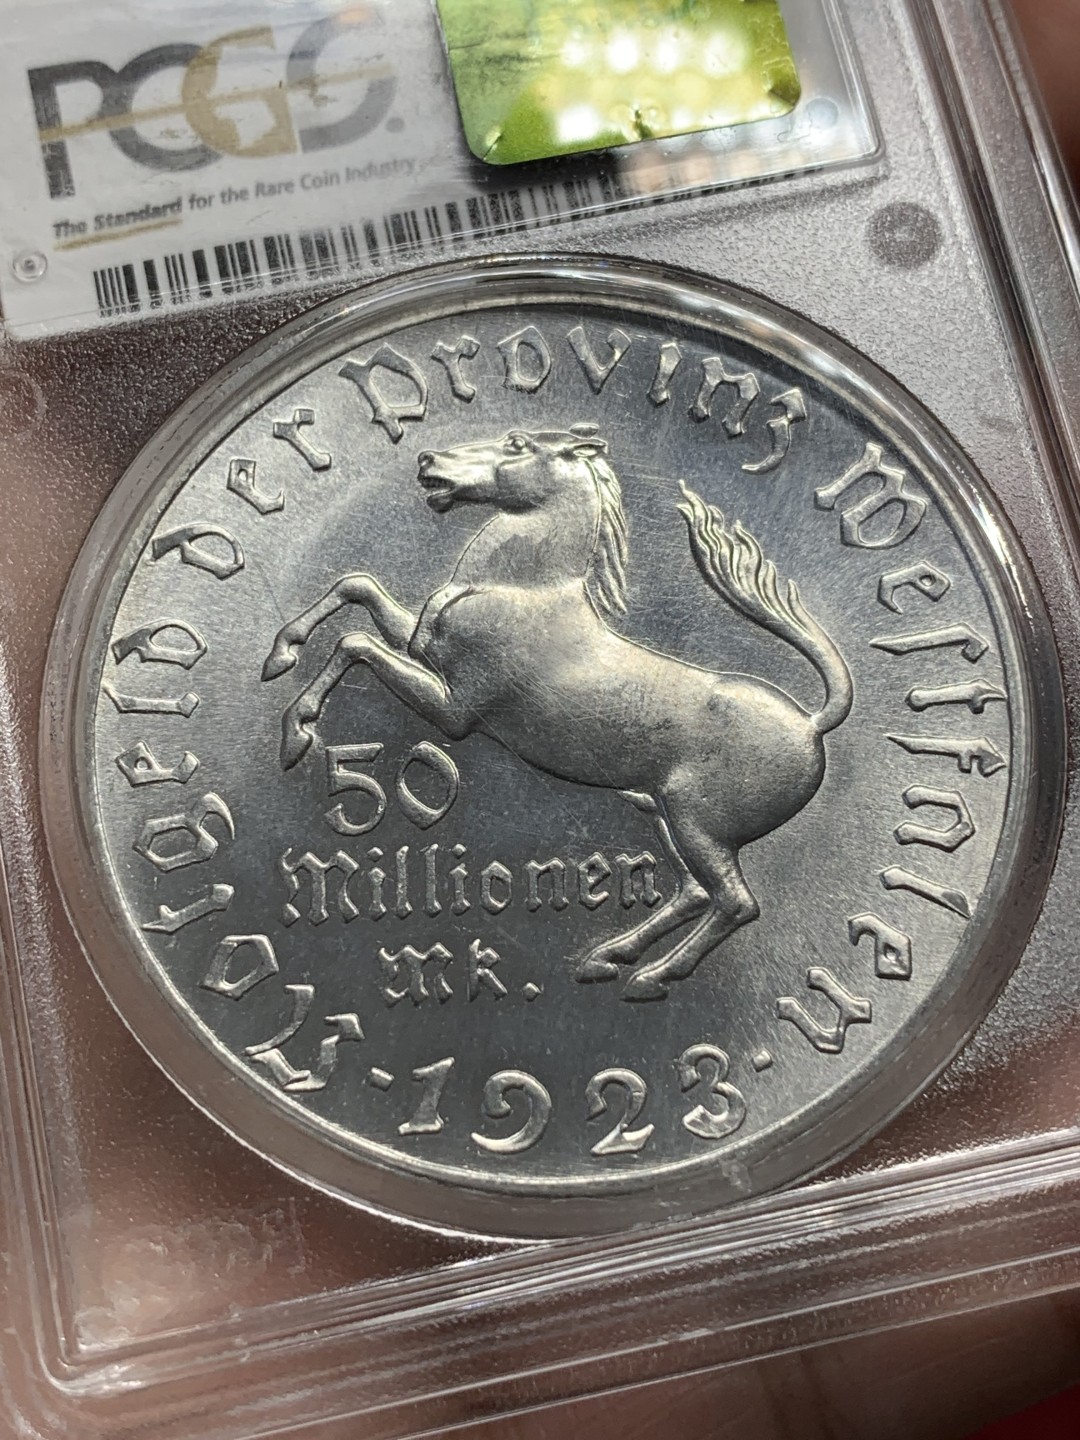 PCGS
The Standard for the Rare Coin Industry
Notgeld der Provinz Weſtfalen
50
Millionen
Mk.
· 1923 ·